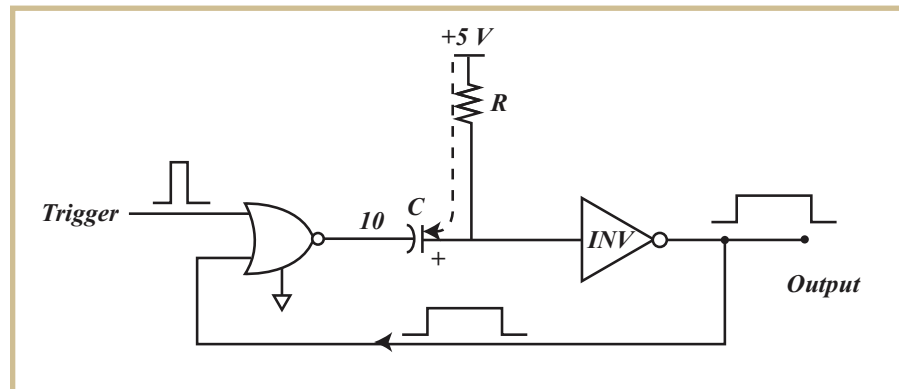 +5 V
R
Trigger
10
C
+
INV
Output